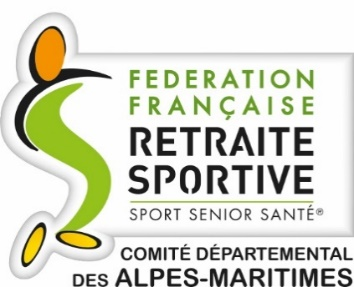 FEDERATION
FRANÇAISE
RETRAITE
SPORTIVE
SPORT SENIOR SANTÉ®
COMITÉ DÉPARTEMENTAL
DES ALPES-MARITIMES